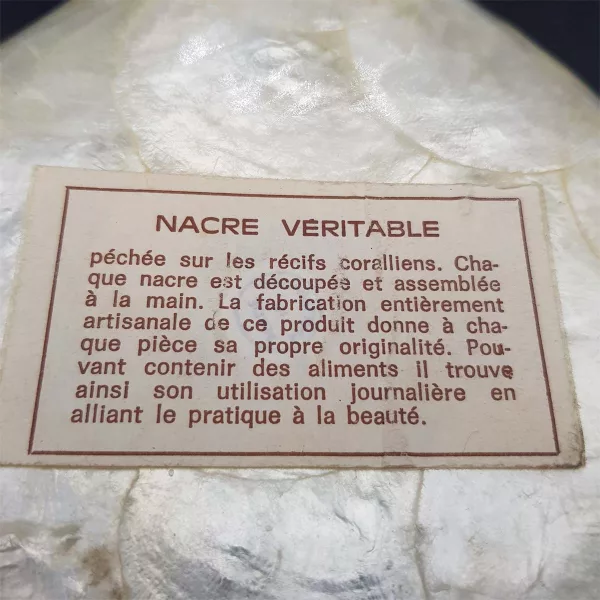 NACRE VÉRITABLE
péchée sur les récifs coralliens. Cha-
que nacre est découpée et assemblée
à la main. La fabrication entièrement
artisanale de ce produit donne à cha-
que pièce sa propre originalité. Pou-
vant contenir des aliments il trouve
ainsi son utilisation journalière en
alliant le pratique à la beauté.